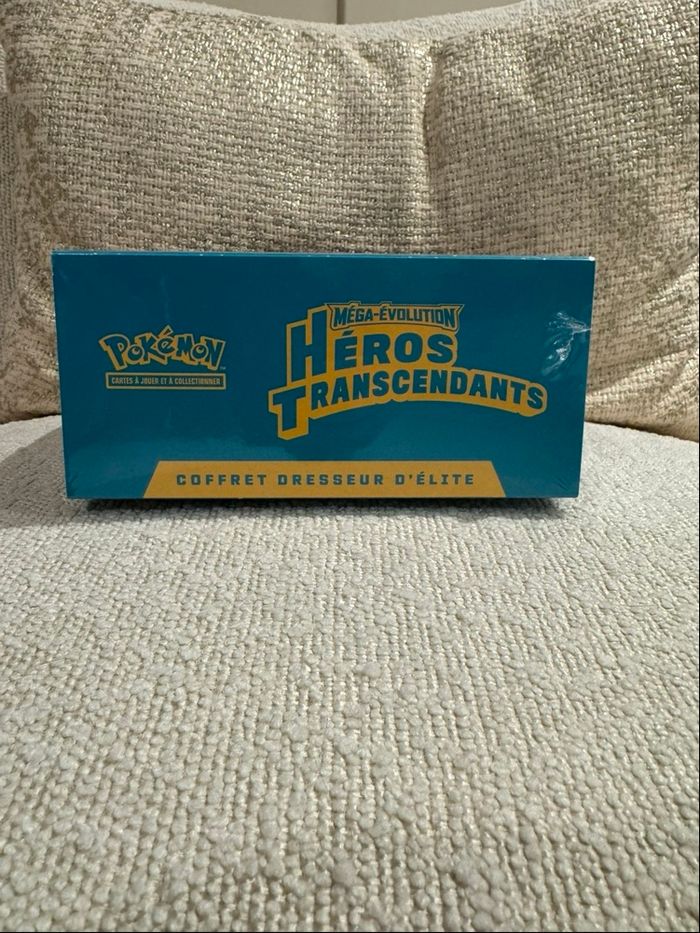 POKéMON
CARTES À JOUER ET À COLLECTIONNER
MÉGA-ÉVOLUTION
HÉROS
TRANSCENDANTS
COFFRET DRESSEUR D'ÉLITE